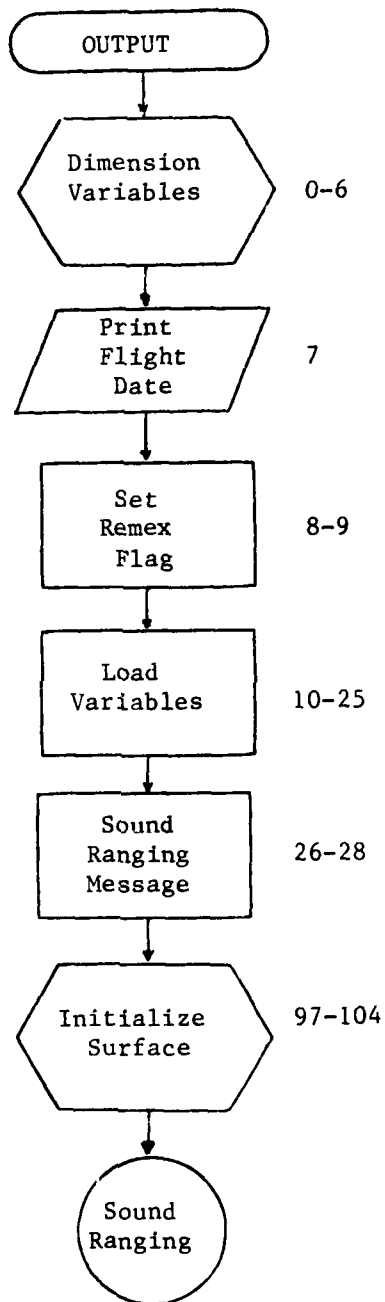 OUTPUT
Dimension
Variables
0-6
Print
Flight
Date
7
Set
Remex
Flag
8-9
Load
Variables
10-25
Sound
Ranging
Message
26-28
Initialize
Surface
97-104
Sound
Ranging